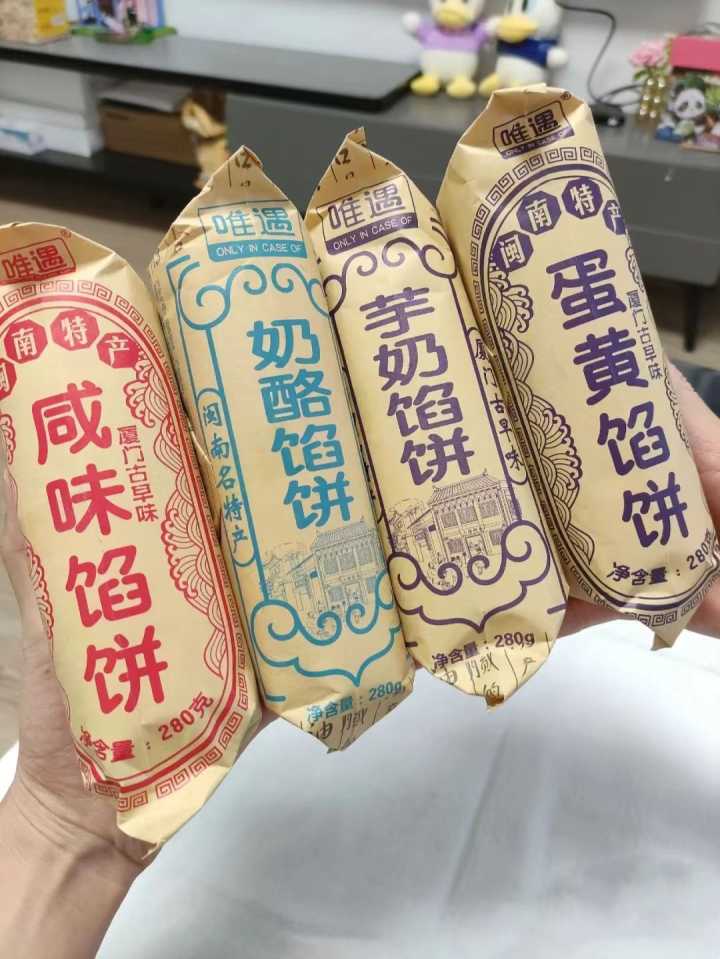 唯遇
闽南特产
咸味馅饼
厦门古早味
净含量：280克
唯遇
ONLY IN CASE OF
奶酪馅饼
闽南名特产
净含量：280g
唯遇
ONLY IN CASE OF
芋奶馅饼
厦门古早味
净含量：280g
唯遇
ONLY IN CASE OF
闽南特产
蛋黄馅饼
厦门古早味
净含量：280克